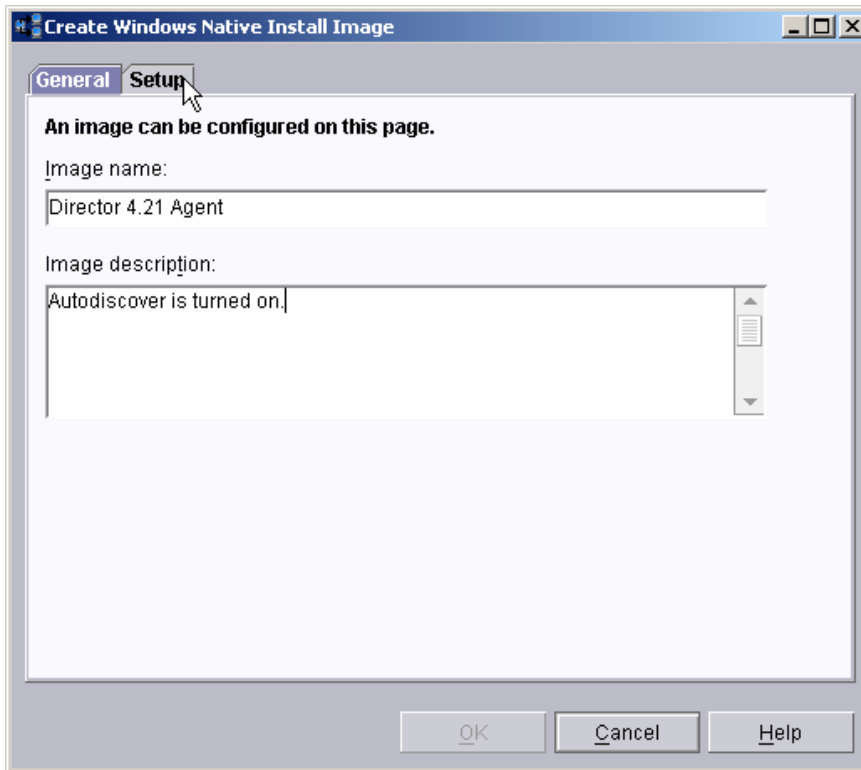 Create Windows Native Install Image
General Setup
An image can be configured on this page.
Image name:
Director 4.21 Agent
Image description:
Autodiscover is turned on.
OK Cancel Help